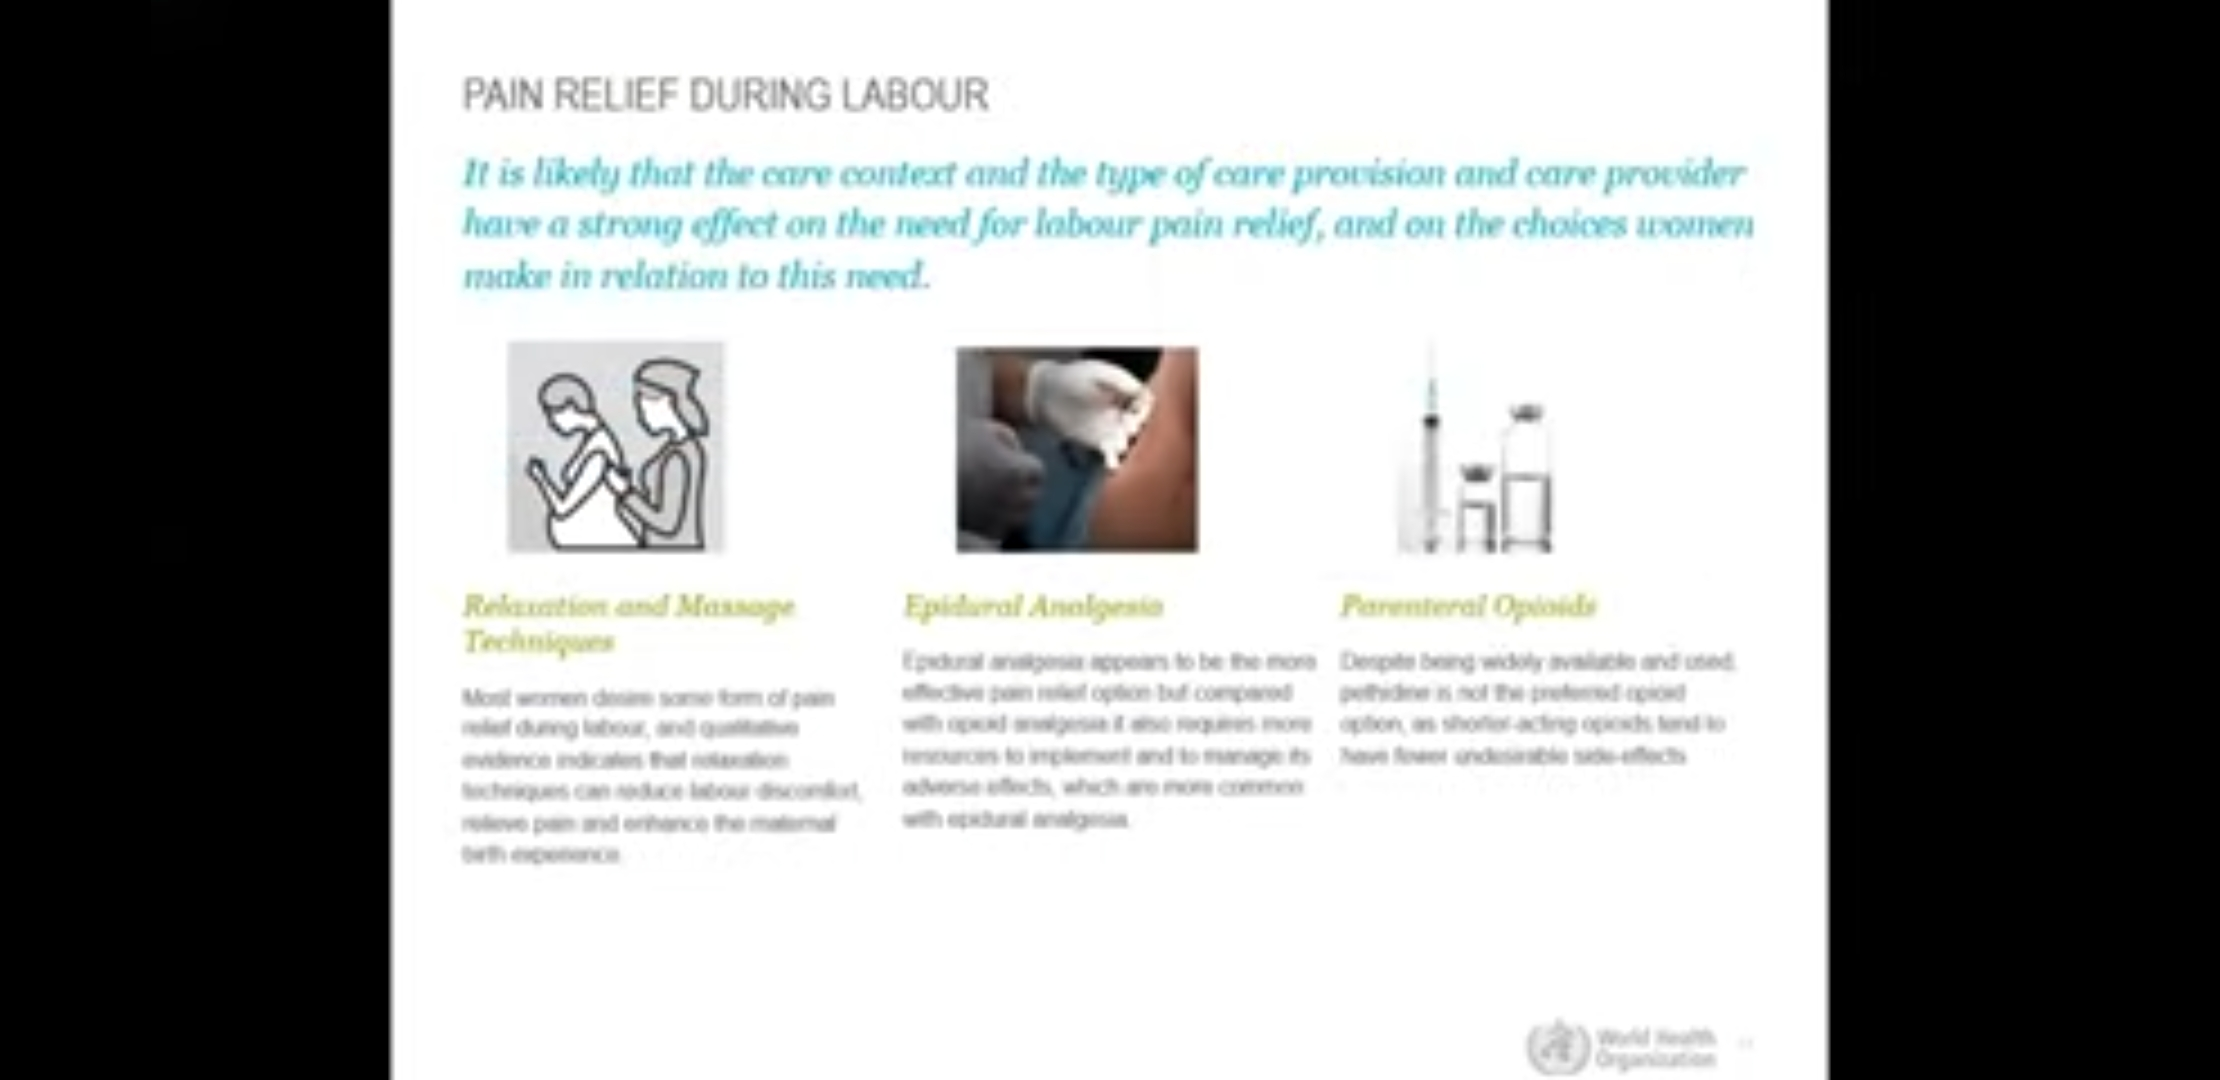 PAIN RELIEF DURING LABOUR
It is likely that the care context and the type of care provision and care provider
have a strong effect on the need for labour pain relief, and on the choices women
make in relation to this need.
Relaxation and Massage
Techniques
Most women desire some form of pain
relief during labour, and qualitative
evidence indicates that relaxation
techniques can reduce labour discomfort,
relieve pain and enhance the maternal
birth experience.
Epidural Analgesia
Epidural analgesia appears to be the more
effective pain relief option but compared
with opioid analgesia it also requires more
resources to implement and to manage its
adverse effects, which are more common
with epidural analgesia.
Parenteral Opioids
Despite being widely available and used,
pethidine is not the preferred opioid
option, as shorter-acting opioids tend to
have fewer undesirable side-effects
World Health
Organization